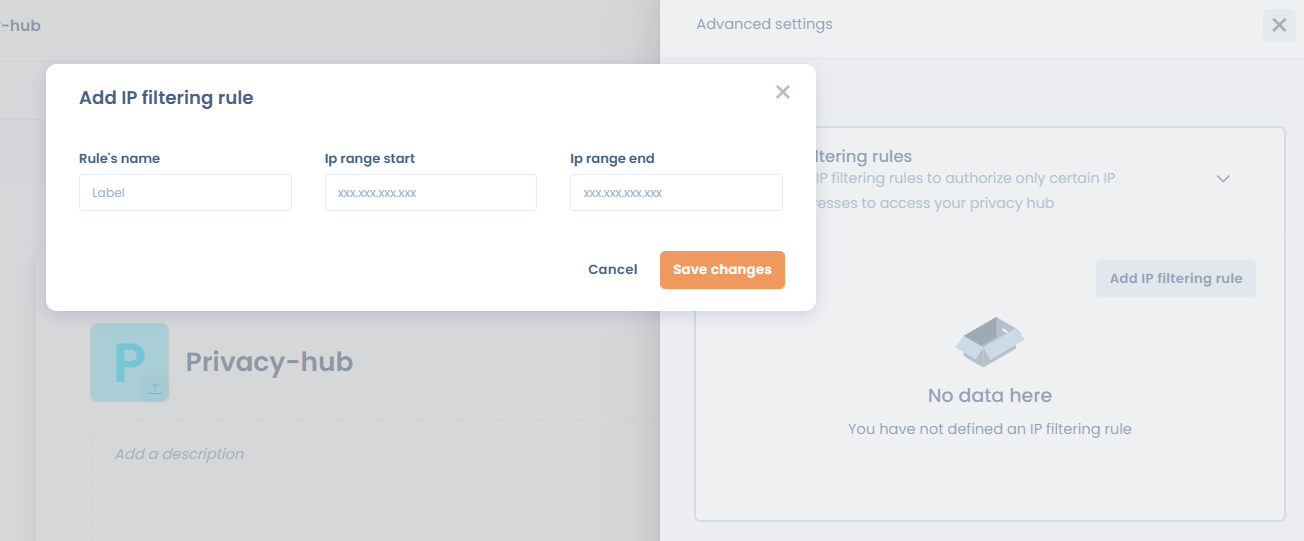 -hub
Advanced settings
Add IP filtering rule
Rule's name
Ip range start
Ip range end
Label
xxx.xxx.xxx.xxx
xxx.xxx.xxx.xxx
Cancel
Save changes
ltering rules
IP filtering rules to authorize only certain IP
resses to access your privacy hub
Add IP filtering rule
P
Privacy-hub
Add a description
No data here
You have not defined an IP filtering rule